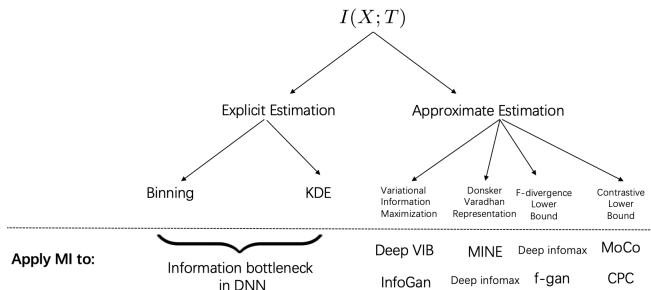 I(X; T)
Explicit Estimation
Approximate Estimation
Binning
KDE
Variational
Information
Maximization
Donsker
Varadhan
Representation
F-divergence
Lower
Bound
Contrastive
Lower
Bound
Apply MI to:
Information bottleneck
in DNN
Deep VIB
MINE
Deep infomax
MoCo
InfoGan
Deep infomax
f-gan
CPC